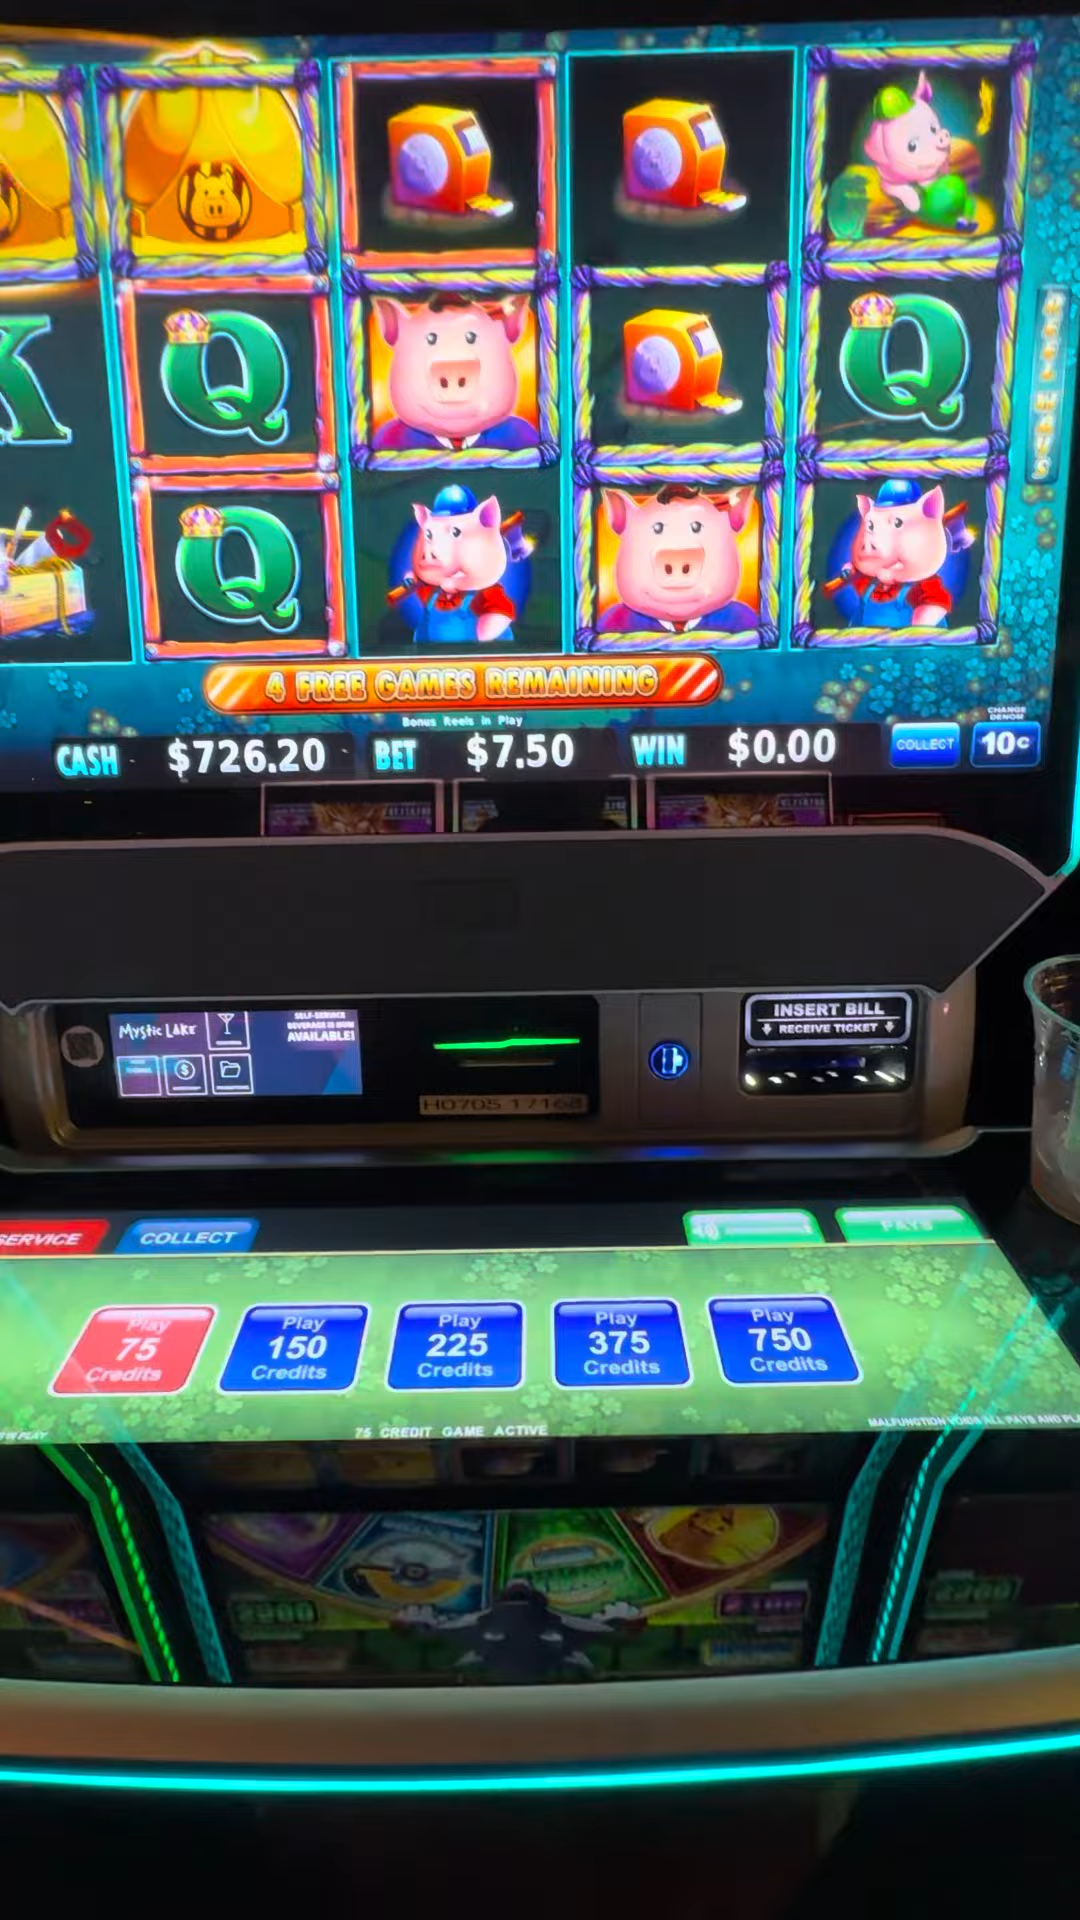 K
Q
Q
Q
4 FREE GAMES REMAINING
Bonus Reels in Play
CASH $726.20 BET $7.50 WIN $0.00
COLLECT
CHANGE DENOM
10¢
MYSTIC LAKE
SELF-SERVICE
BEVERAGE IS NOW
AVAILABLE!
INSERT BILL
RECEIVE TICKET
H0705 17168
SERVICE
COLLECT
PAYS
Play 75 Credits
Play 150 Credits
Play 225 Credits
Play 375 Credits
Play 750 Credits
75 CREDIT GAME ACTIVE
MALFUNCTION VOIDS ALL PAYS AND
2200